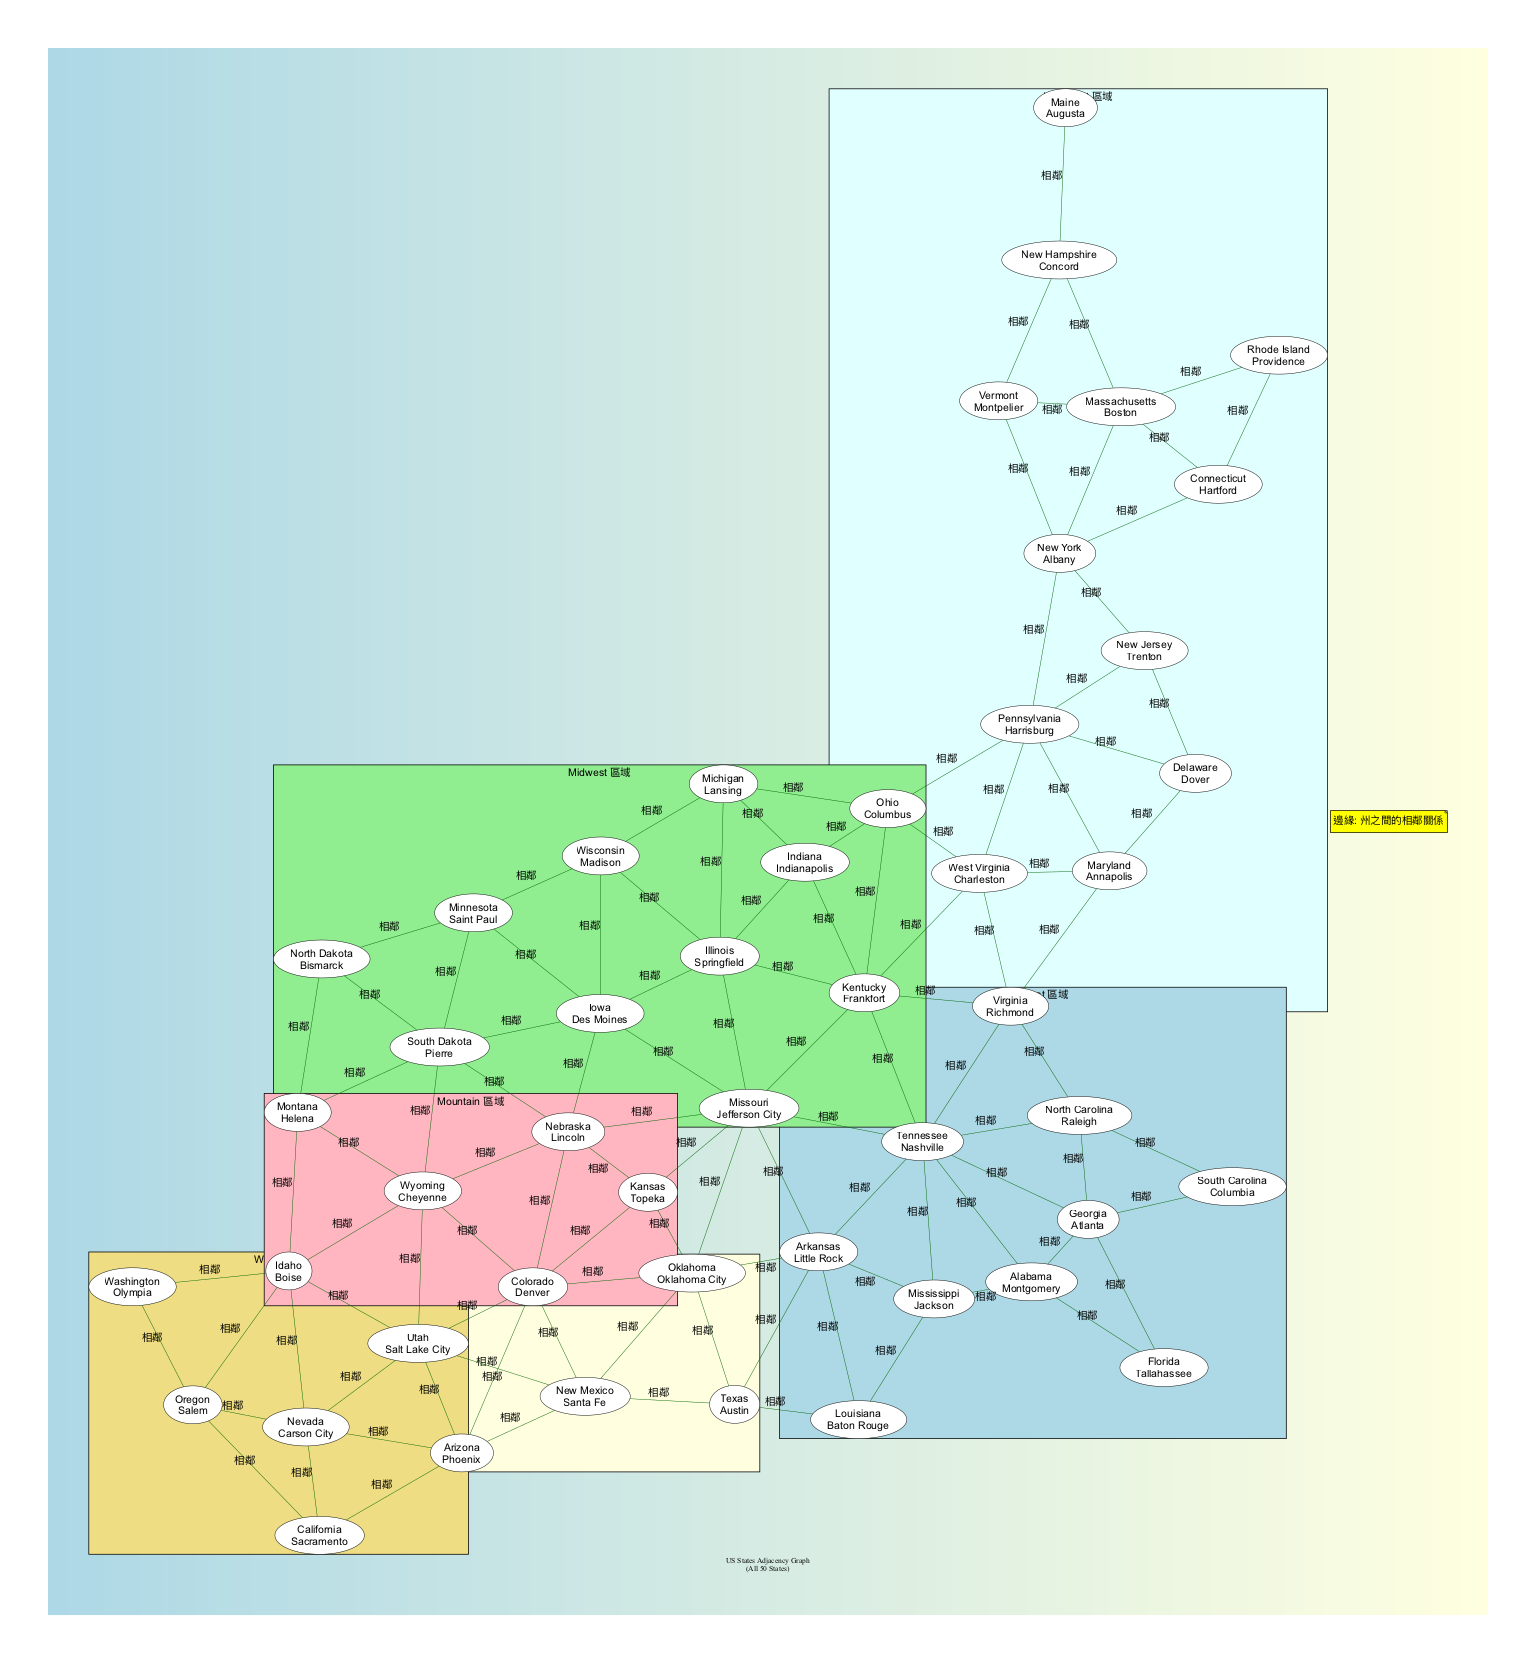 區域
Maine
Augusta
相鄰
New Hampshire
Concord
相鄰
相鄰
Rhode Island
Providence
相鄰
Vermont
Montpelier
相鄰
Massachusetts
Boston
相鄰
相鄰
相鄰
相鄰
Connecticut
Hartford
相鄰
New York
Albany
相鄰
相鄰
New Jersey
Trenton
相鄰
相鄰
Pennsylvania
Harrisburg
相鄰
相鄰
Delaware
Dover
Midwest 區域
Michigan
Lansing
相鄰
相鄰
相鄰
Ohio
Columbus
相鄰
相鄰
相鄰
相鄰
相鄰
邊緣: 州之間的相鄰關係
Wisconsin
Madison
相鄰
Indiana
Indianapolis
相鄰
West Virginia
Charleston
相鄰
Maryland
Annapolis
相鄰
相鄰
相鄰
相鄰
Minnesota
Saint Paul
相鄰
相鄰
相鄰
相鄰
相鄰
相鄰
North Dakota
Bismarck
相鄰
相鄰
Illinois
Springfield
相鄰
相鄰
相鄰
Kentucky
Frankfort
相鄰
區域
Virginia
Richmond
Iowa
Des Moines
相鄰
相鄰
相鄰
South Dakota
Pierre
相鄰
相鄰
相鄰
相鄰
相鄰
相鄰
相鄰
相鄰
Montana
Helena
Mountain 區域
相鄰
相鄰
Missouri
Jefferson City
相鄰
North Carolina
Raleigh
相鄰
Nebraska
Lincoln
Tennessee
Nashville
相鄰
相鄰
相鄰
相鄰
相鄰
相鄰
相鄰
相鄰
相鄰
相鄰
相鄰
Wyoming
Cheyenne
Kansas
Topeka
South Carolina
Columbia
相鄰
相鄰
相鄰
相鄰
相鄰
相鄰
相鄰
相鄰
Georgia
Atlanta
W
相鄰
Arkansas
Little Rock
相鄰
Washington
Olympia
相鄰
Idaho
Boise
相鄰
Colorado
Denver
相鄰
Oklahoma
Oklahoma City
相鄰
相鄰
Mississippi
Jackson
相鄰
Alabama
Montgomery
相鄰
相鄰
相鄰
相鄰
相鄰
相鄰
相鄰
相鄰
相鄰
相鄰
相鄰
Utah
Salt Lake City
相鄰
相鄰
Florida
Tallahassee
相鄰
相鄰
相鄰
相鄰
New Mexico
Santa Fe
相鄰
Texas
Austin
相鄰
Oregon
Salem
相鄰
Nevada
Carson City
相鄰
相鄰
Louisiana
Baton Rouge
Arizona
Phoenix
相鄰
相鄰
相鄰
California
Sacramento
US States Adjacency Graph
(All 50 States)